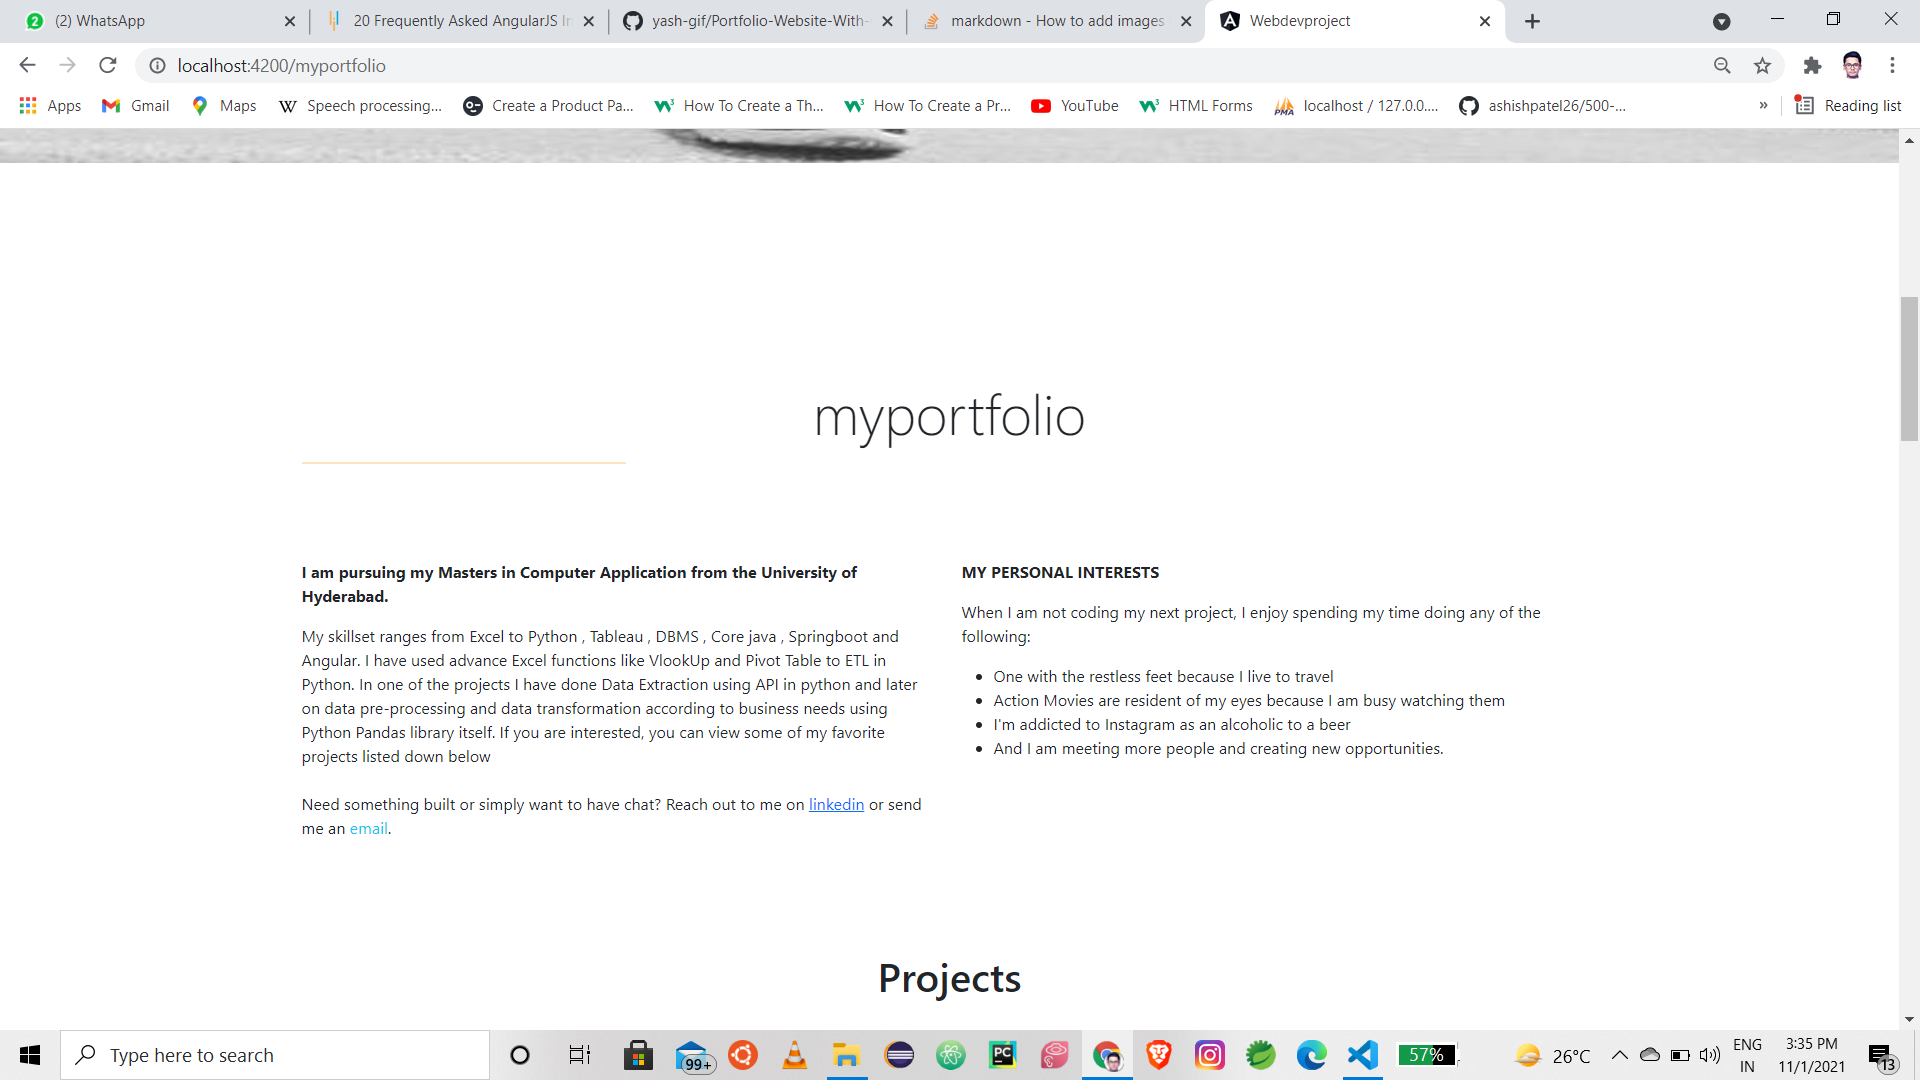 (2) WhatsApp
20 Frequently Asked AngularJS In
yash-gif/Portfolio-Website-With-
markdown - How to add images
Webdevproject
localhost:4200/myportfolio
Apps
Gmail
Maps
Speech processing...
Create a Product Pa...
How To Create a Th...
How To Create a Pr...
YouTube
HTML Forms
localhost / 127.0.0....
ashishpatel26/500-...
»
Reading list
myportfolio
I am pursuing my Masters in Computer Application from the University of
Hyderabad.
My skillset ranges from Excel to Python , Tableau , DBMS , Core java , Springboot and
Angular. I have used advance Excel functions like VlookUp and Pivot Table to ETL in
Python. In one of the projects I have done Data Extraction using API in python and later
on data pre-processing and data transformation according to business needs using
Python Pandas library itself. If you are interested, you can view some of my favorite
projects listed down below
Need something built or simply want to have chat? Reach out to me on linkedin or send
me an email.
MY PERSONAL INTERESTS
When I am not coding my next project, I enjoy spending my time doing any of the
following:
• One with the restless feet because I live to travel
• Action Movies are resident of my eyes because I am busy watching them
• I'm addicted to Instagram as an alcoholic to a beer
• And I am meeting more people and creating new opportunities.
Projects
Type here to search
99+
PC
57%
26°C
ENG
IN
3:35 PM
11/1/2021
13